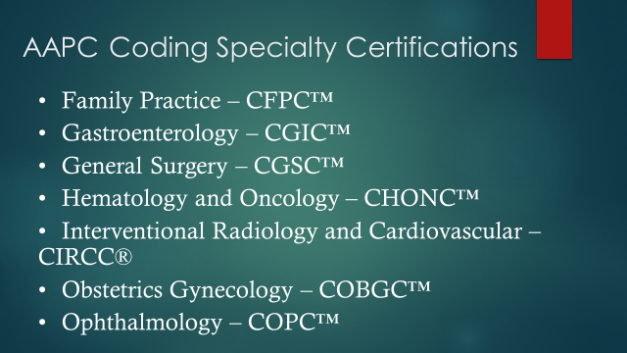 AAPC Coding Specialty Certifications
• Family Practice – CFPC™
• Gastroenterology – CGIC™
• General Surgery – CGSC™
• Hematology and Oncology – CHONC™
• Interventional Radiology and Cardiovascular –
CIRCC®
• Obstetrics Gynecology – COBGC™
• Ophthalmology – COPC™